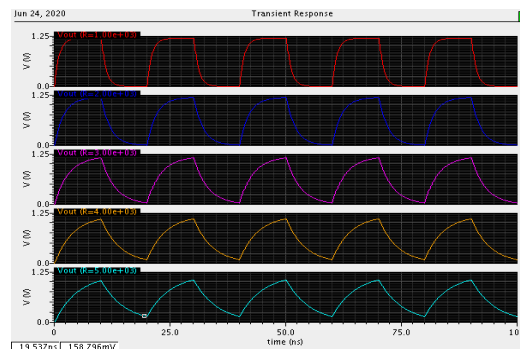 Jun 24, 2020
Transient Response
Vout (R=1.00e+03)
1.25
V (V)
0.0
1.25
V (V)
0.0
Vout (R=3.00e+03)
1.25
V (V)
0.0
Vout (R=4.00e+03)
1.25
V (V)
0.0
Vout (R=5.00e+03)
1.25
V (V)
0.0
0 25.0 50.0 75.0 100
time (ns)
19.537ns 158.796mV